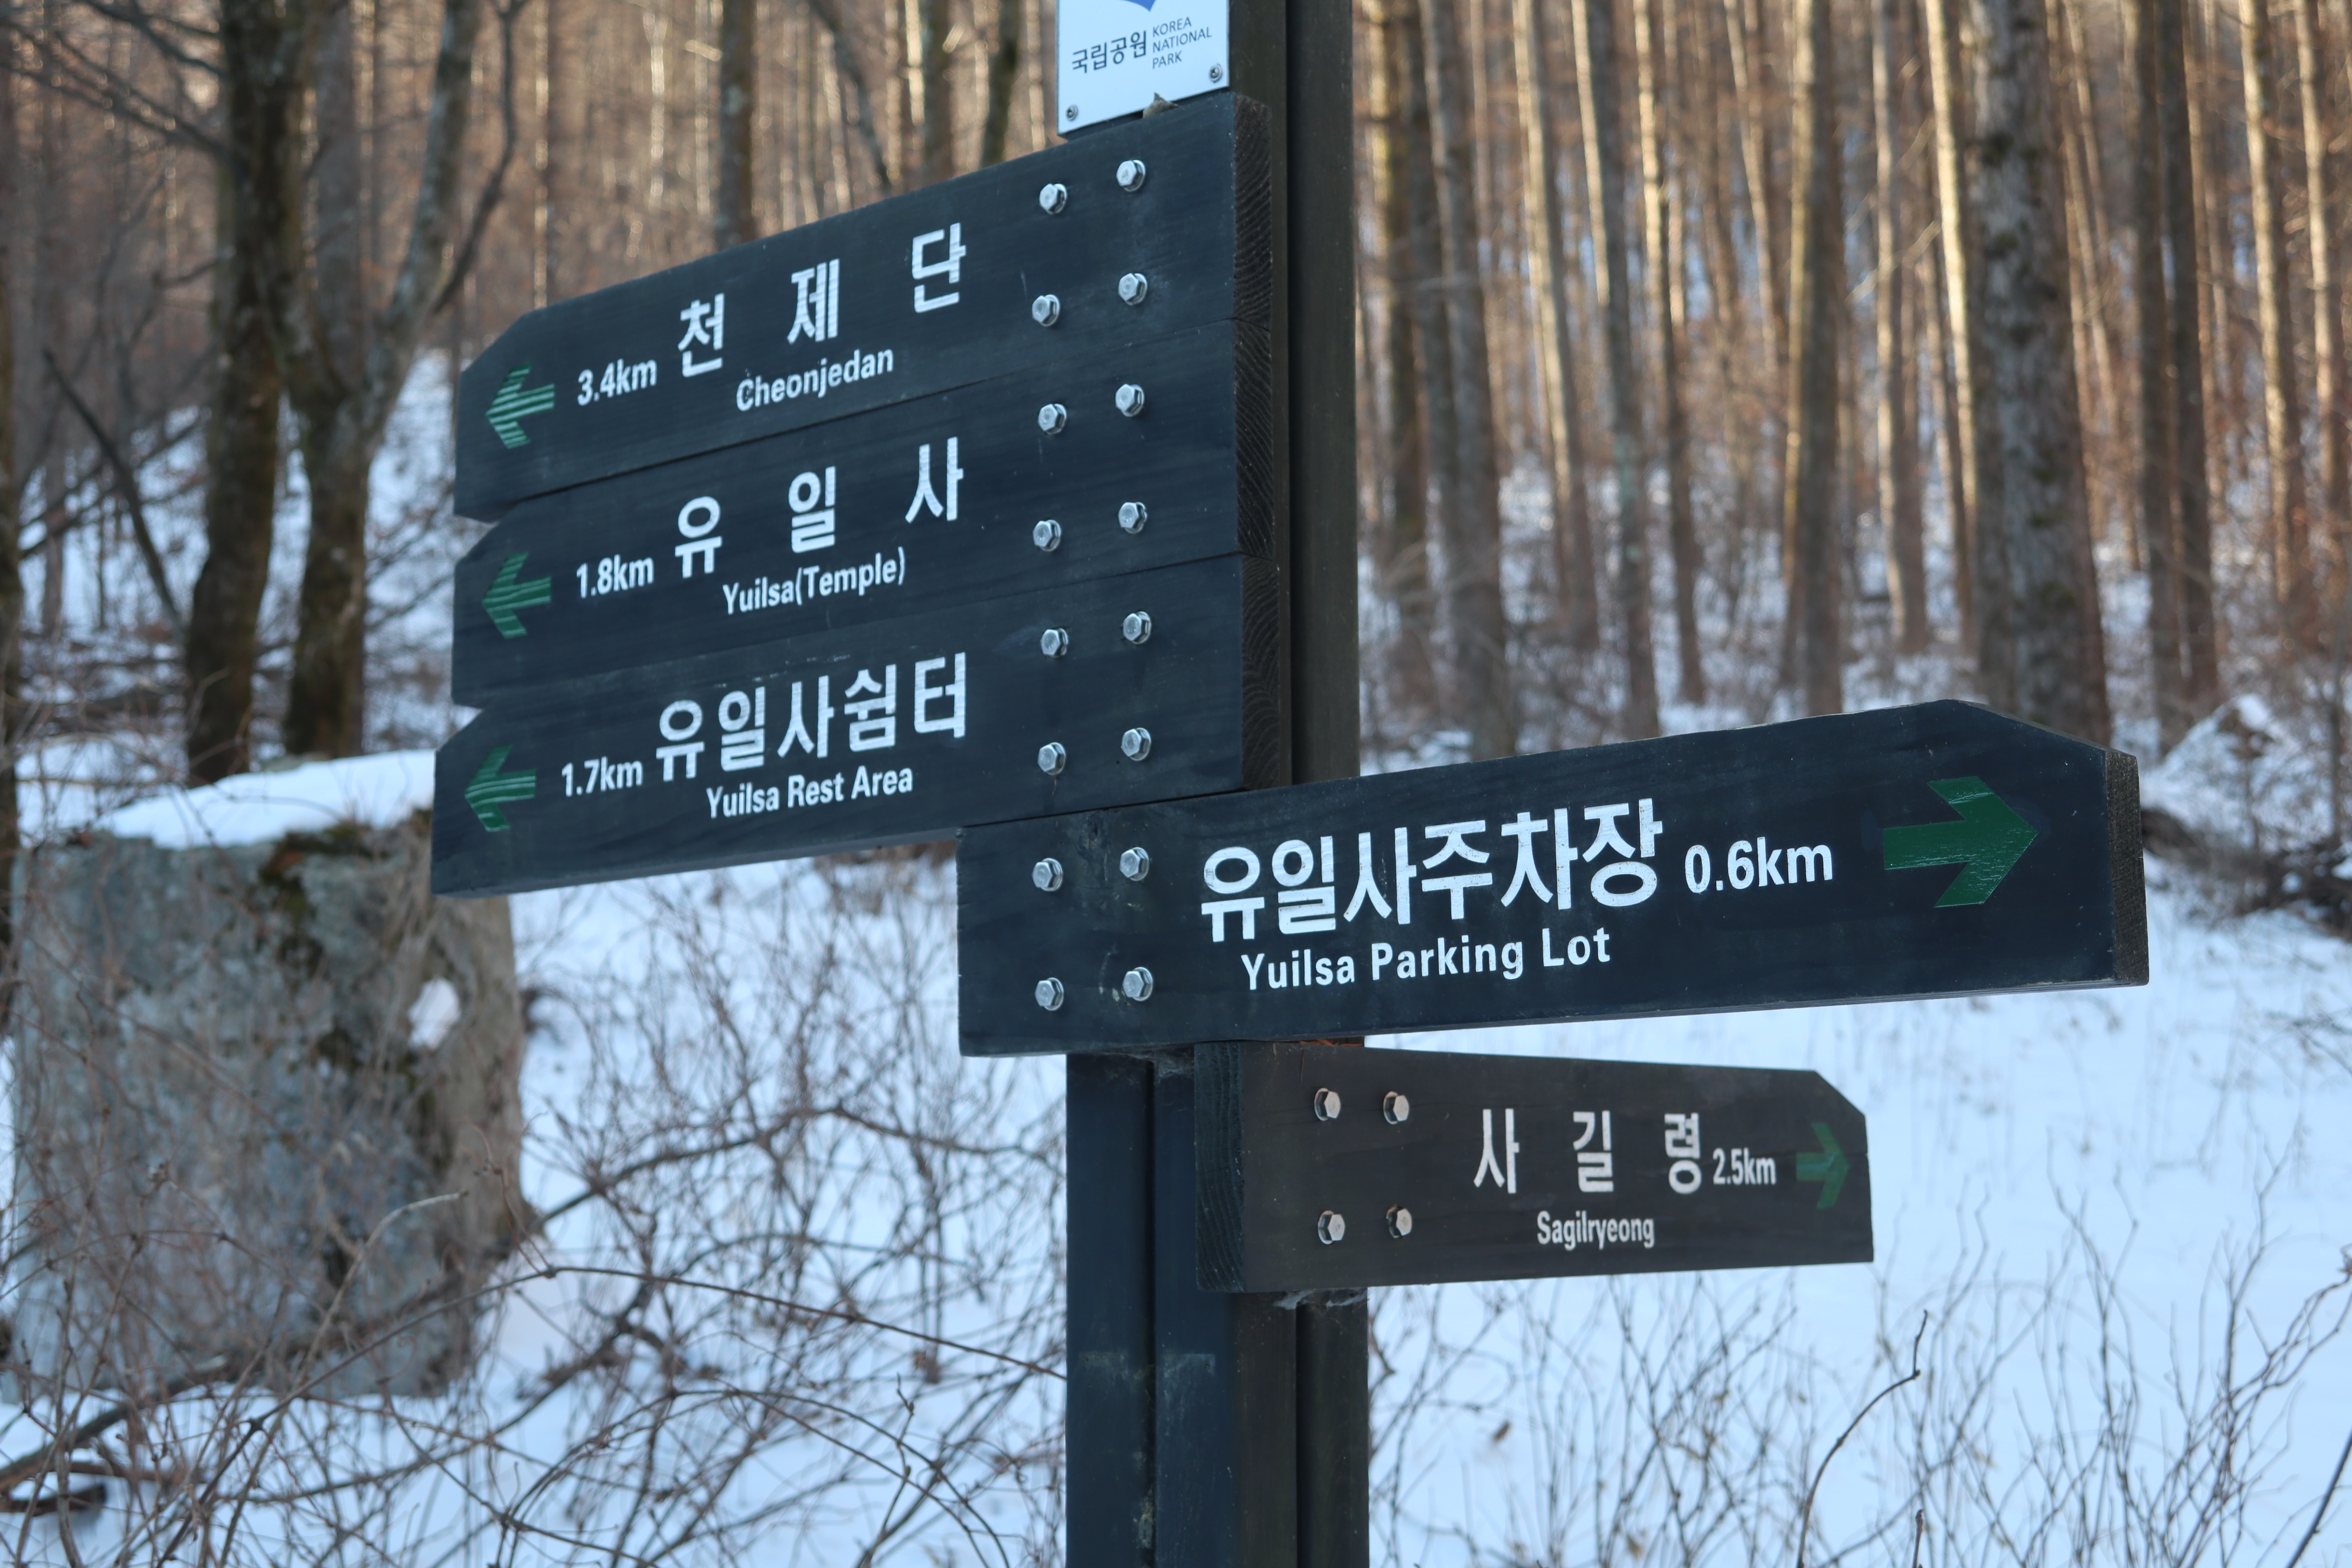 국립공원 KOREA
NATIONAL
PARK
3.4km 천 제 단
Cheonjedan
1.8km 유 일 사
Yuilsa(Temple)
1.7km 유일사쉼터
Yuilsa Rest Area
유일사주차장 0.6km
Yuilsa Parking Lot
사 길 령 2.5km
Sagilryeong